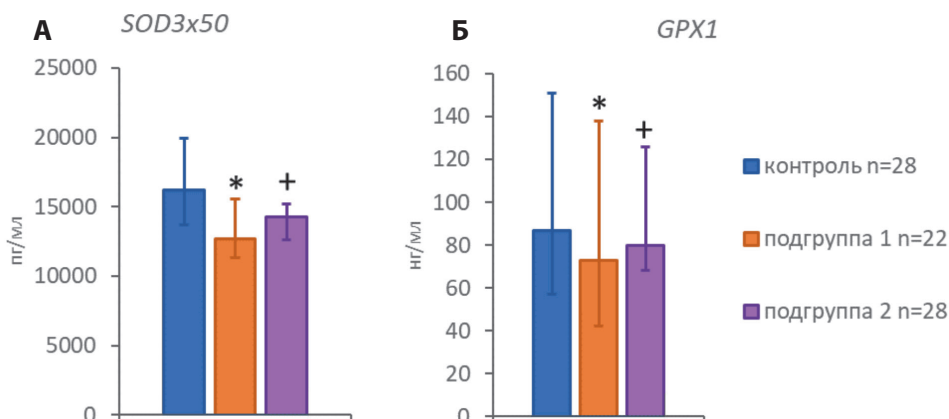 А
SOD3x50
25000
20000
15000
10000
5000
0
пг/мл
*
+
Б
GPX1
160
140
120
100
80
60
40
20
0
нг/мл
*
+
контроль n=28
подгруппа 1 n=22
подгруппа 2 n=28